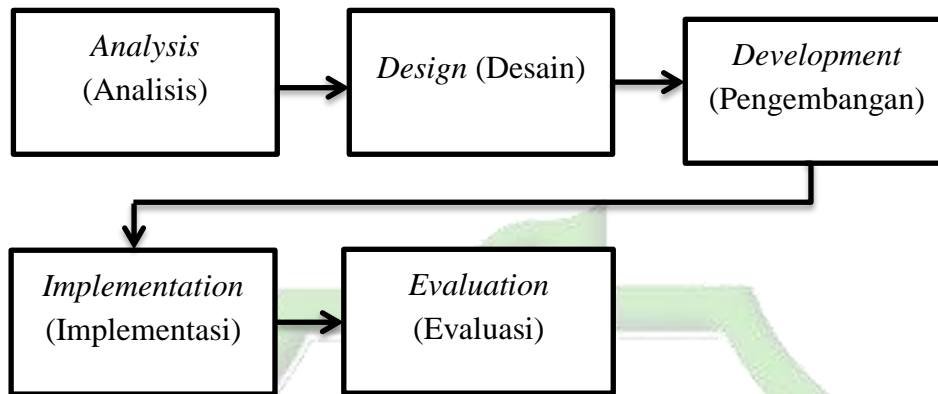 Analysis
(Analisis)
Design (Desain)
Development
(Pengembangan)
Implementation
(Implementasi)
Evaluation
(Evaluasi)